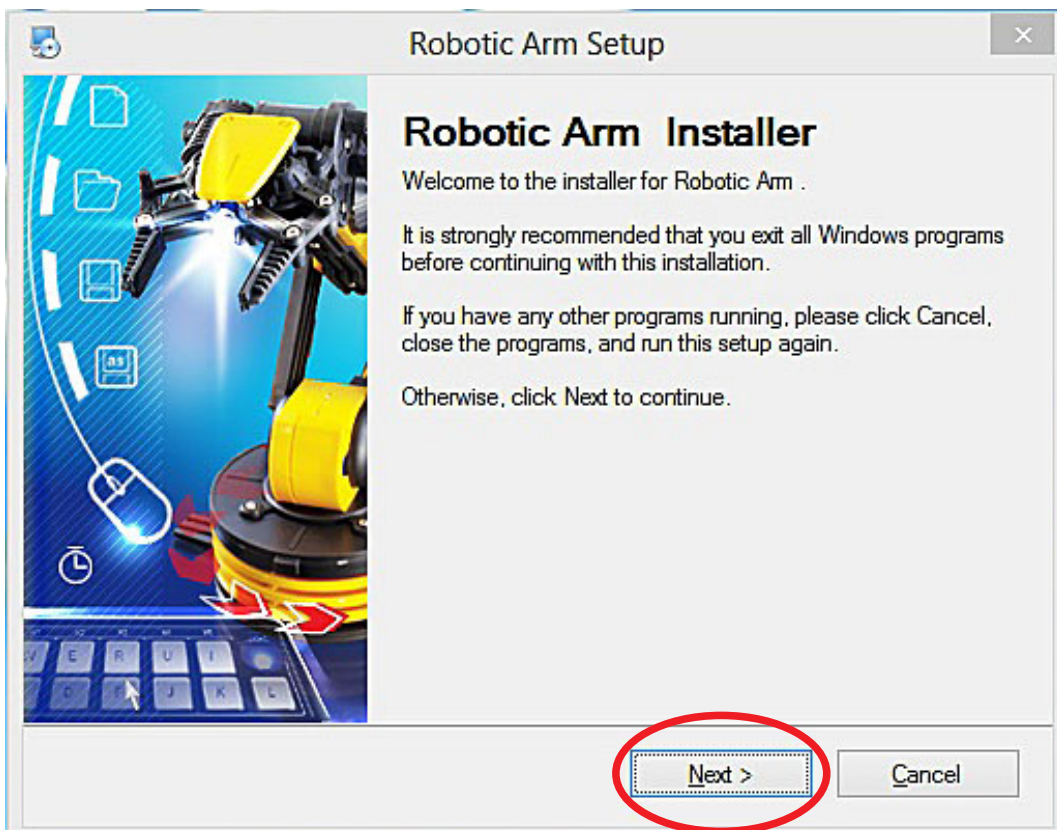 Robotic Arm Setup
Robotic Arm Installer
Welcome to the installer for Robotic Arm .
It is strongly recommended that you exit all Windows programs
before continuing with this installation.
If you have any other programs running, please click Cancel,
close the programs, and run this setup again.
Otherwise, click Next to continue.
as
E R U I
D F J K L
Next >
Cancel